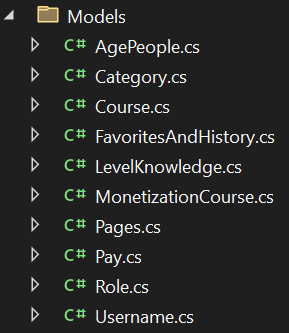 Models
C# AgePeople.cs
C# Category.cs
C# Course.cs
C# FavoritesAndHistory.cs
C# LevelKnowledge.cs
C# MonetizationCourse.cs
C# Pages.cs
C# Pay.cs
C# Role.cs
C# Username.cs